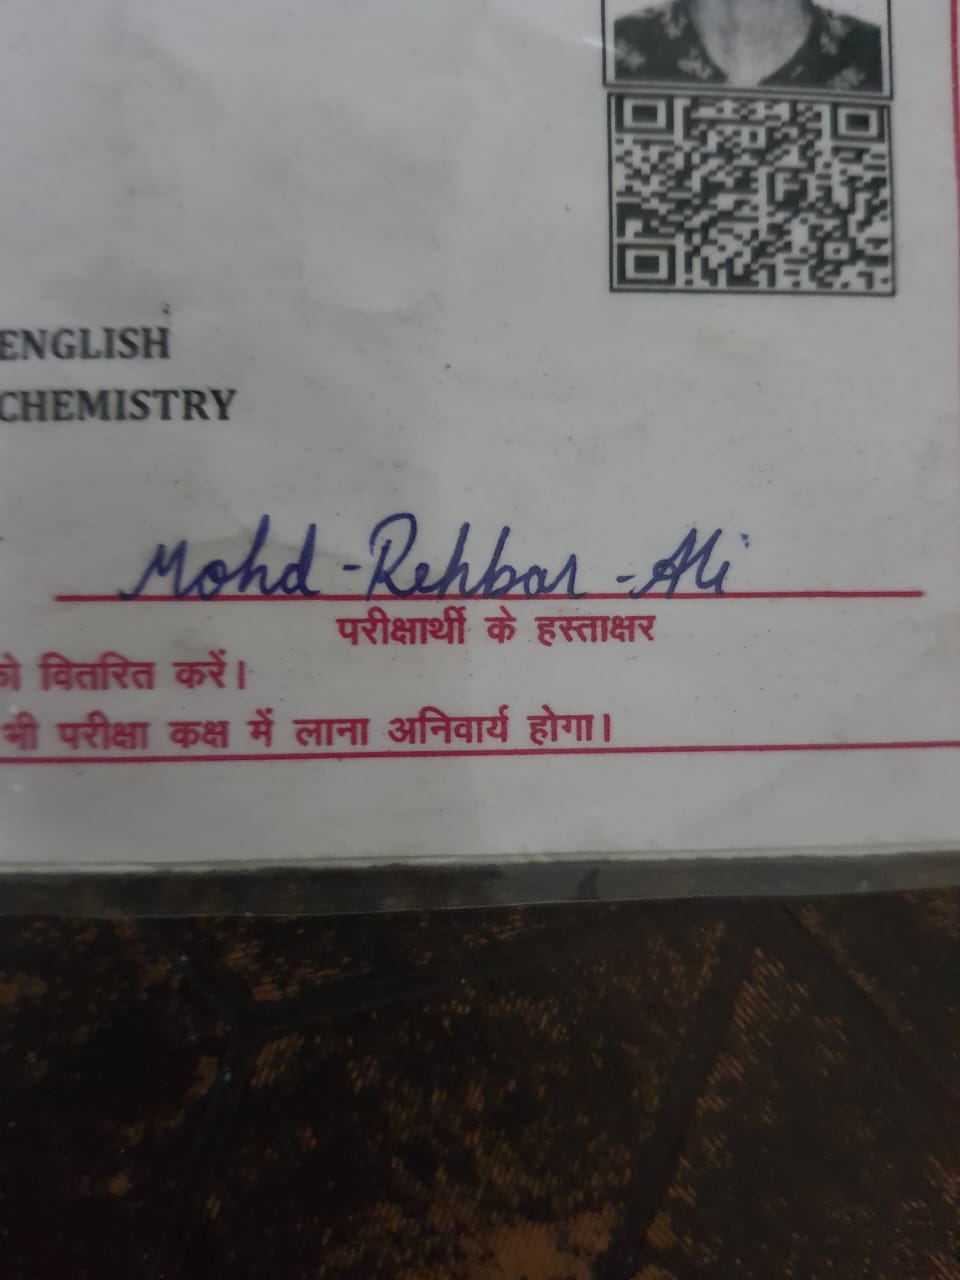 ENGLISH
CHEMISTRY
Mohd-Rehbar-Ali
परीक्षार्थी के हस्ताक्षर
को वितरित करें।
भी परीक्षा कक्ष में लाना अनिवार्य होगा।